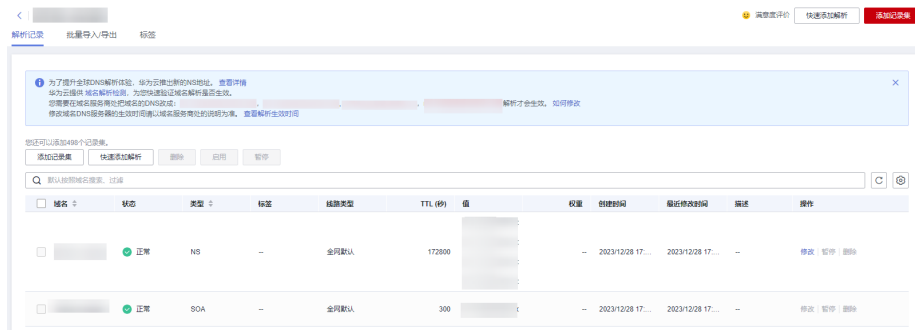 满意度评价 快速添加解析 添加记录集
解析记录 批量导入/导出 标签
为了提升全球DNS解析体验，华为云推出新的NS地址。 查看详情
华为云提供 域名解析检测，为您快速验证域名解析是否生效。
您需要在域名服务商处把域名的DNS改成： 解析才会生效。 如何修改
修改域名DNS服务器的生效时间请以域名服务商处的说明为准。 查看解析生效时间
您还可以添加498个记录集。
添加记录集 快速添加解析 删除 启用 暂停
默认按照域名搜索、过滤
域名 状态 类型 标签 线路类型 TTL (秒) 值 权重 创建时间 最近修改时间 描述 操作
正常 NS -- 全网默认 172800 -- 2023/12/28 17:... 2023/12/28 17:... -- 修改 暂停 删除
正常 SOA -- 全网默认 300 -- 2023/12/28 17:... 2023/12/28 17:... -- 修改 暂停 删除